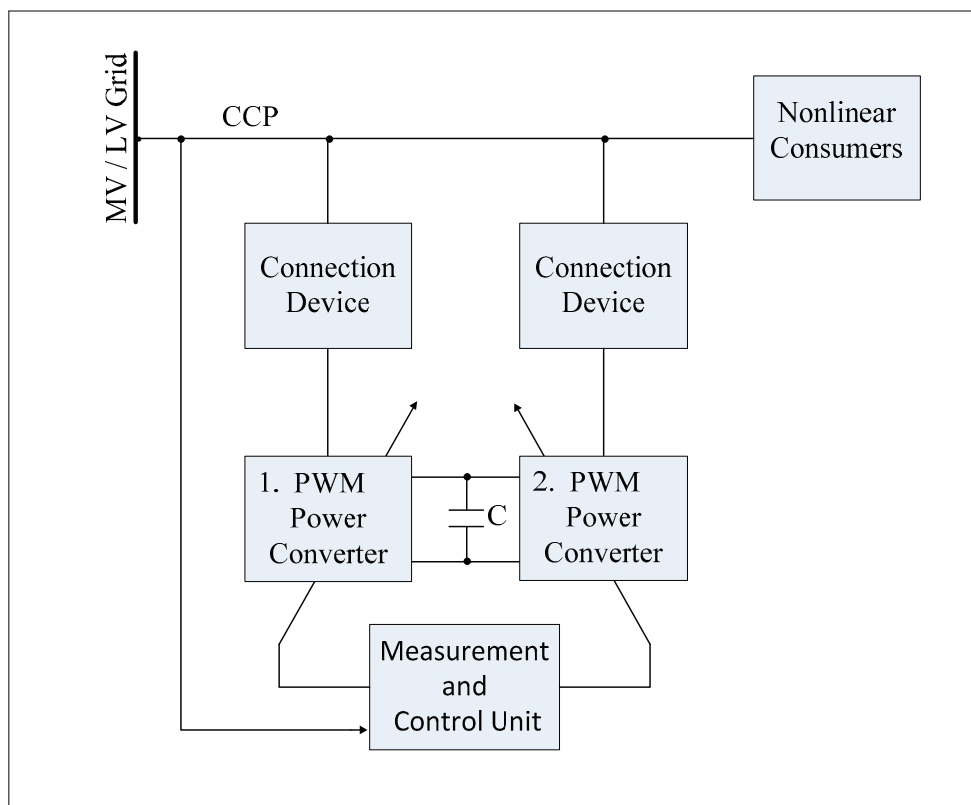 MV / LV Grid
CCP
Nonlinear
Consumers
Connection
Device
Connection
Device
1. PWM
Power
Converter
C
2. PWM
Power
Converter
Measurement
and
Control Unit